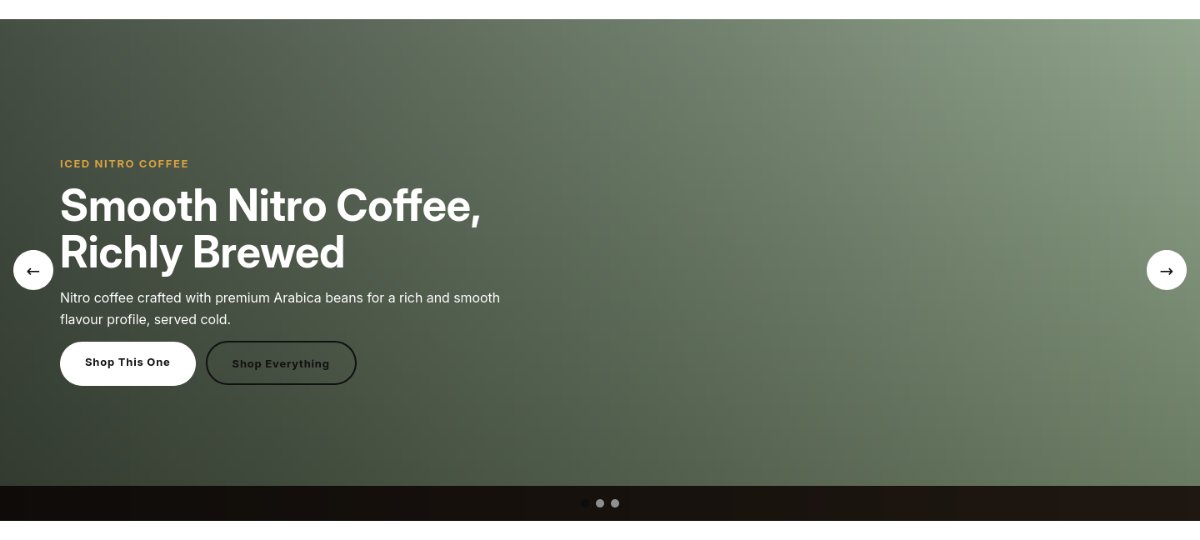 ICED NITRO COFFEE
Smooth Nitro Coffee,
Richly Brewed
Nitro coffee crafted with premium Arabica beans for a rich and smooth
flavour profile, served cold.
Shop This One
Shop Everything
←
→